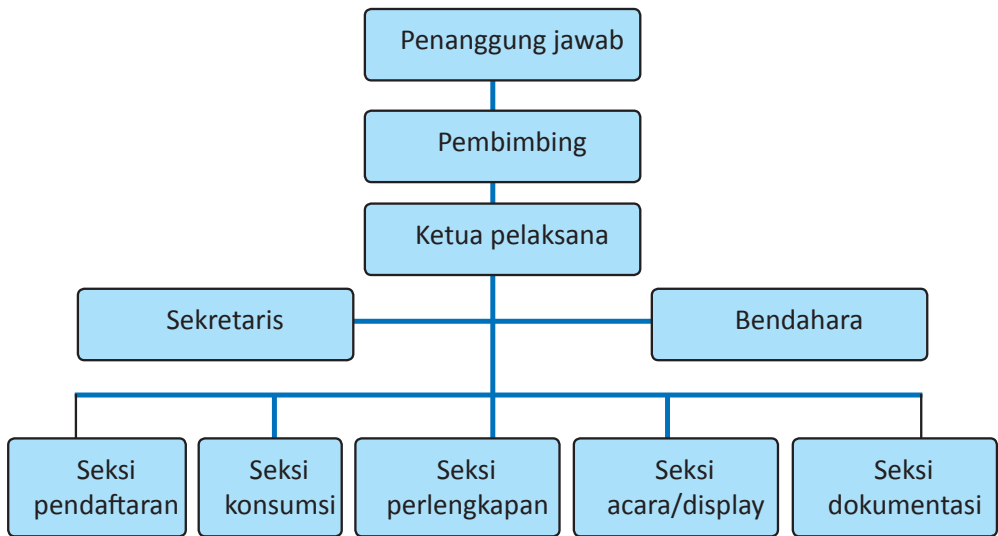 Penanggung jawab
Pembimbing
Ketua pelaksana
Sekretaris
Bendahara
Seksi
pendaftaran
Seksi
konsumsi
Seksi
perlengkapan
Seksi
acara/display
Seksi
dokumentasi